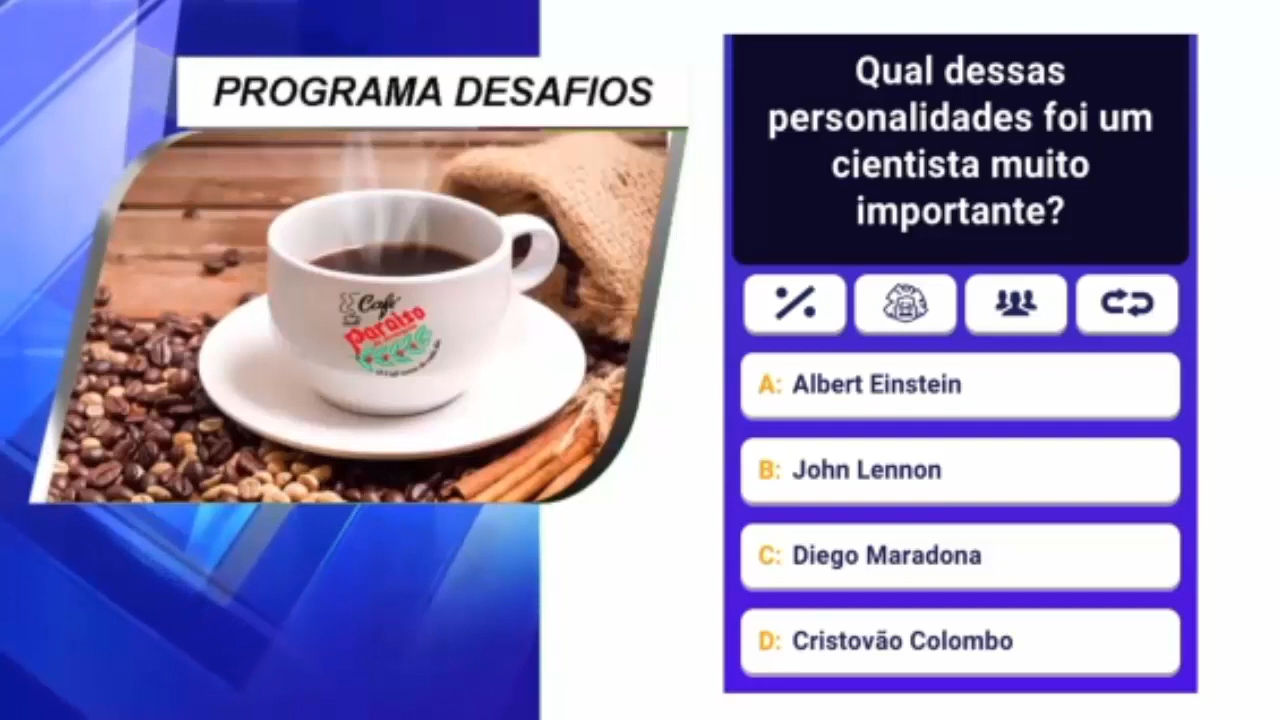 PROGRAMA DESAFIOS
Café
Paraíso
Qual dessas
personalidades foi um
cientista muito
importante?
A: Albert Einstein
B: John Lennon
C: Diego Maradona
D: Cristovão Colombo